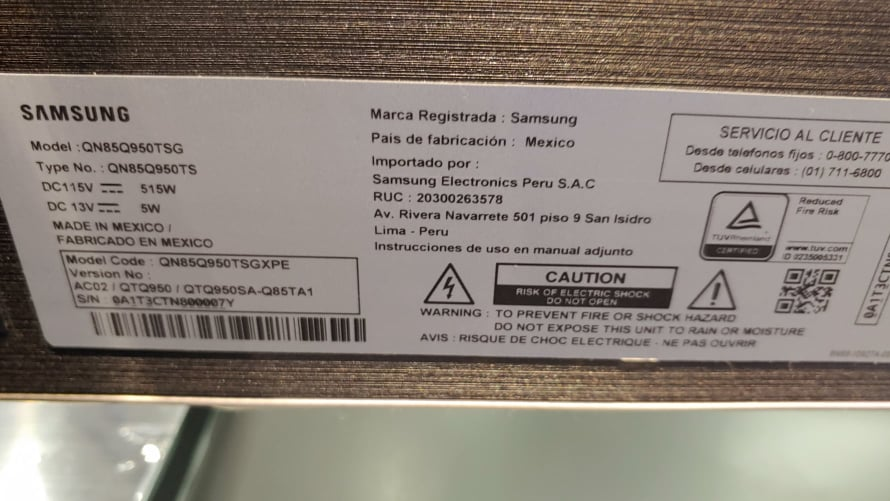 SAMSUNG
Model :QN85Q950TSG
Type No. :QN85Q950TS
DC115V ⎓ 515W
DC 13V ⎓ 5W
MADE IN MEXICO /
FABRICADO EN MEXICO
Model Code : QN85Q950TSGXPE
Version No :
AC02 / QTQ950 / QTQ950SA-Q85TA1
S/N : 0A1T3CTN800007Y
Marca Registrada : Samsung
País de fabricación : Mexico
Importado por :
Samsung Electronics Peru S.A.C
RUC : 20300263578
Av. Rivera Navarrete 501 piso 9 San Isidro
Lima - Peru
Instrucciones de uso en manual adjunto
CAUTION
RISK OF ELECTRIC SHOCK
DO NOT OPEN
WARNING : TO PREVENT FIRE OR SHOCK HAZARD
DO NOT EXPOSE THIS UNIT TO RAIN OR MOISTURE
AVIS : RISQUE DE CHOC ELECTRIQUE - NE PAS OUVRIR
SERVICIO AL CLIENTE
Desde telefonos fijos : 0-800-7770
Desde celulares : (01) 711-6800
TÜVRheinland
CERTIFIED
Reduced
Fire Risk
www.tuv.com
ID 0235005331
0A1T3CTN